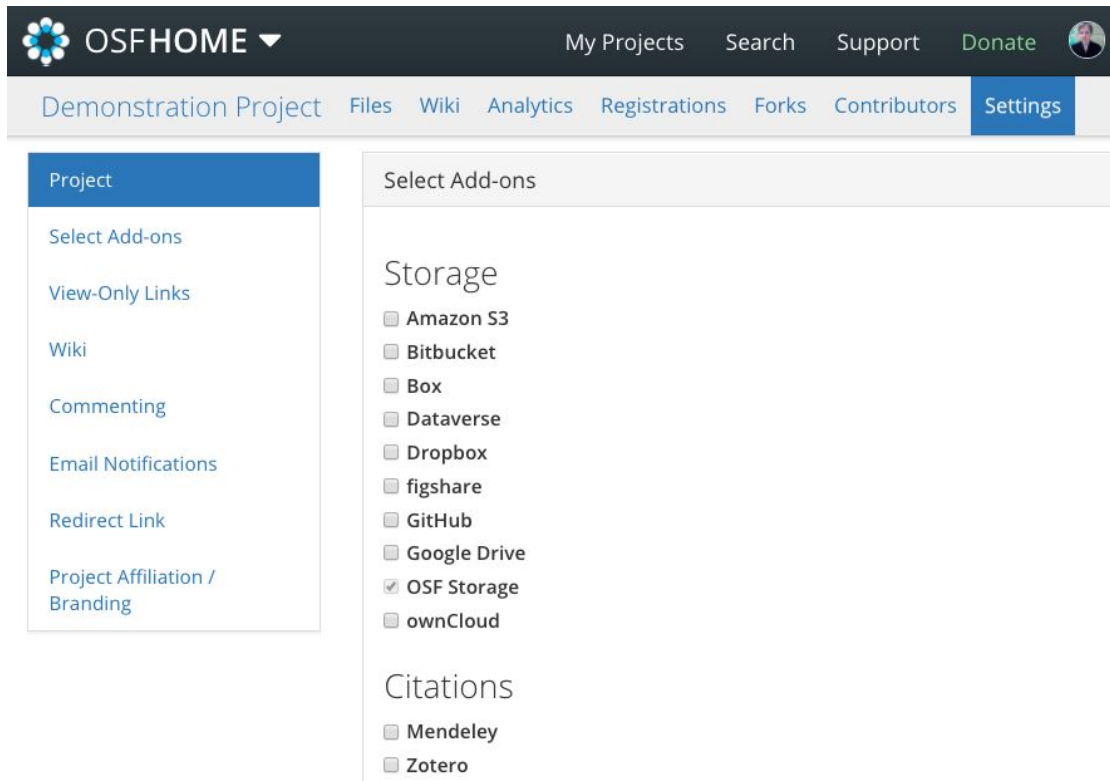 OSFHOME My Projects Search Support Donate
Demonstration Project Files Wiki Analytics Registrations Forks Contributors Settings
Project
Select Add-ons
View-Only Links
Wiki
Commenting
Email Notifications
Redirect Link
Project Affiliation /
Branding
Select Add-ons
Storage
Amazon S3
Bitbucket
Box
Dataverse
Dropbox
figshare
GitHub
Google Drive
OSF Storage
ownCloud
Citations
Mendeley
Zotero